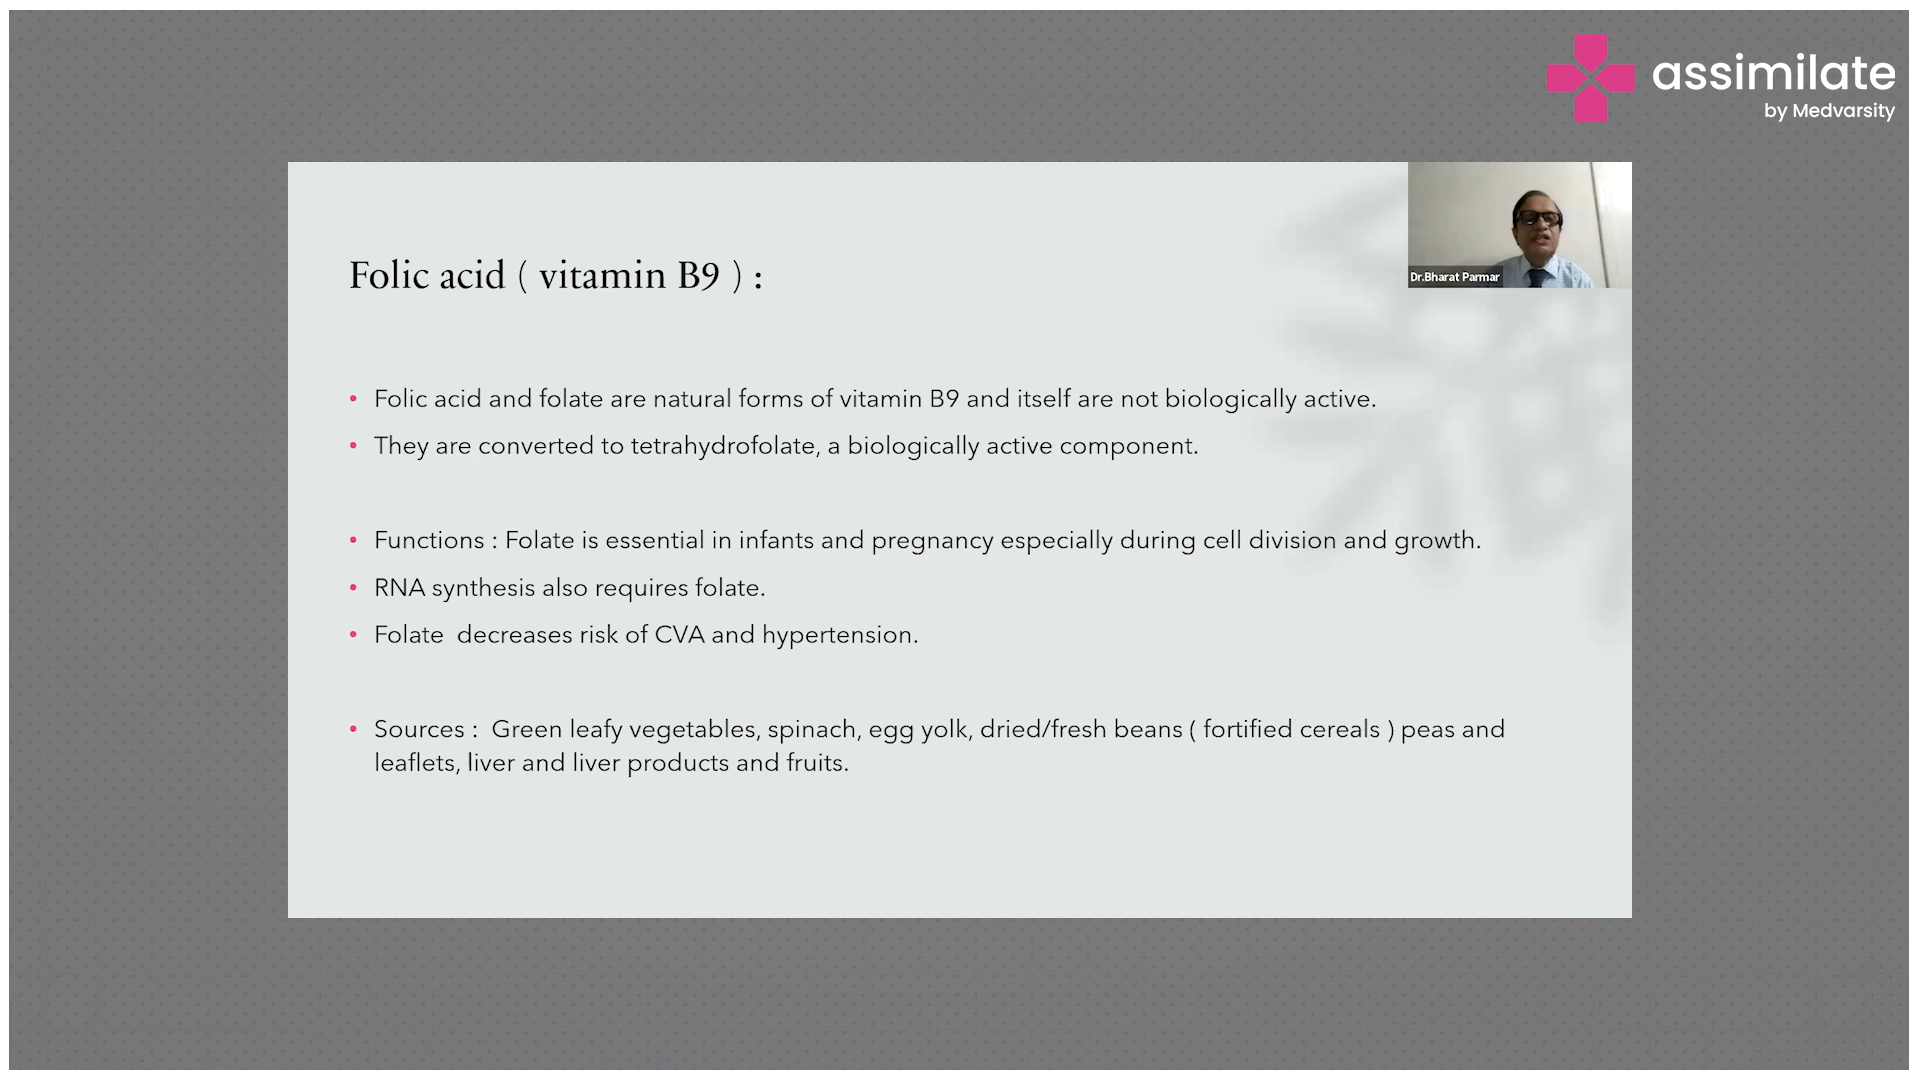 assimilate
by Medvarsity
Dr.Bharat Parmar
Folic acid ( vitamin B9 ) :
• Folic acid and folate are natural forms of vitamin B9 and itself are not biologically active.
• They are converted to tetrahydrofolate, a biologically active component.
• Functions : Folate is essential in infants and pregnancy especially during cell division and growth.
• RNA synthesis also requires folate.
• Folate  decreases risk of CVA and hypertension.
• Sources :  Green leafy vegetables, spinach, egg yolk, dried/fresh beans ( fortified cereals ) peas and
leaflets, liver and liver products and fruits.